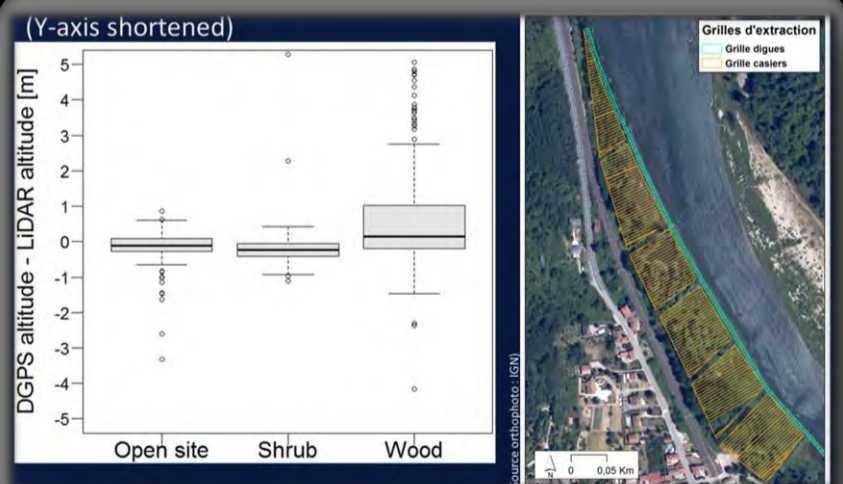 (Y-axis shortened)
DGPS altitude - LiDAR altitude [m]
5
4
3
2
1
0
-1
-2
-3
-4
-5
Open site
Shrub
Wood
Grilles d'extraction
Grille digues
Grille casiers
ource orthophoto : IGN)
N
0
0,05 Km